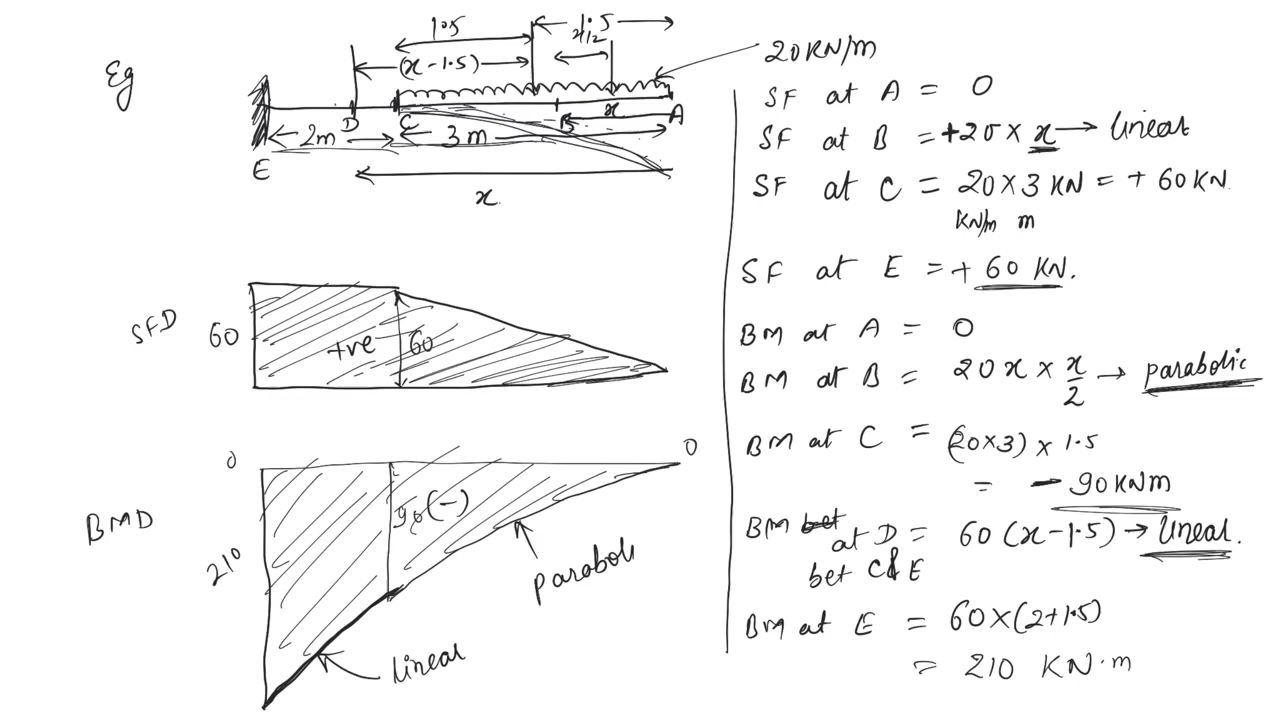 Eg
1.5
(x-1.5)
x/2
1.5
20KN/m
D
C
B
x
A
2m
3m
E
x
SF at A = 0
SF at B = +20 × x → linear
SF at C = 20×3 KN = + 60 KN.
KN/m m
SF at E = + 60 KN.
SFD
60
+ve
60
BM at A = 0
BM at B = 20x × x/2 → parabolic
BM at C = (20×3) × 1.5
= - 90KNm
BM at D = 60 (x-1.5) → linear.
bet C & E
BM at E = 60×(2+1.5)
= 210 KN.m
0
0
BMD
90 (-)
210
paraboli
linear